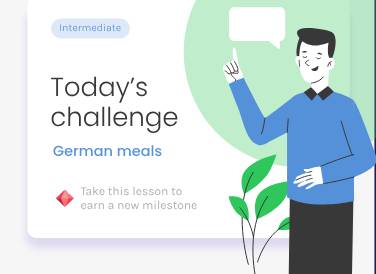 Intermediate
Today's
challenge
German meals
Take this lesson to
earn a new milestone